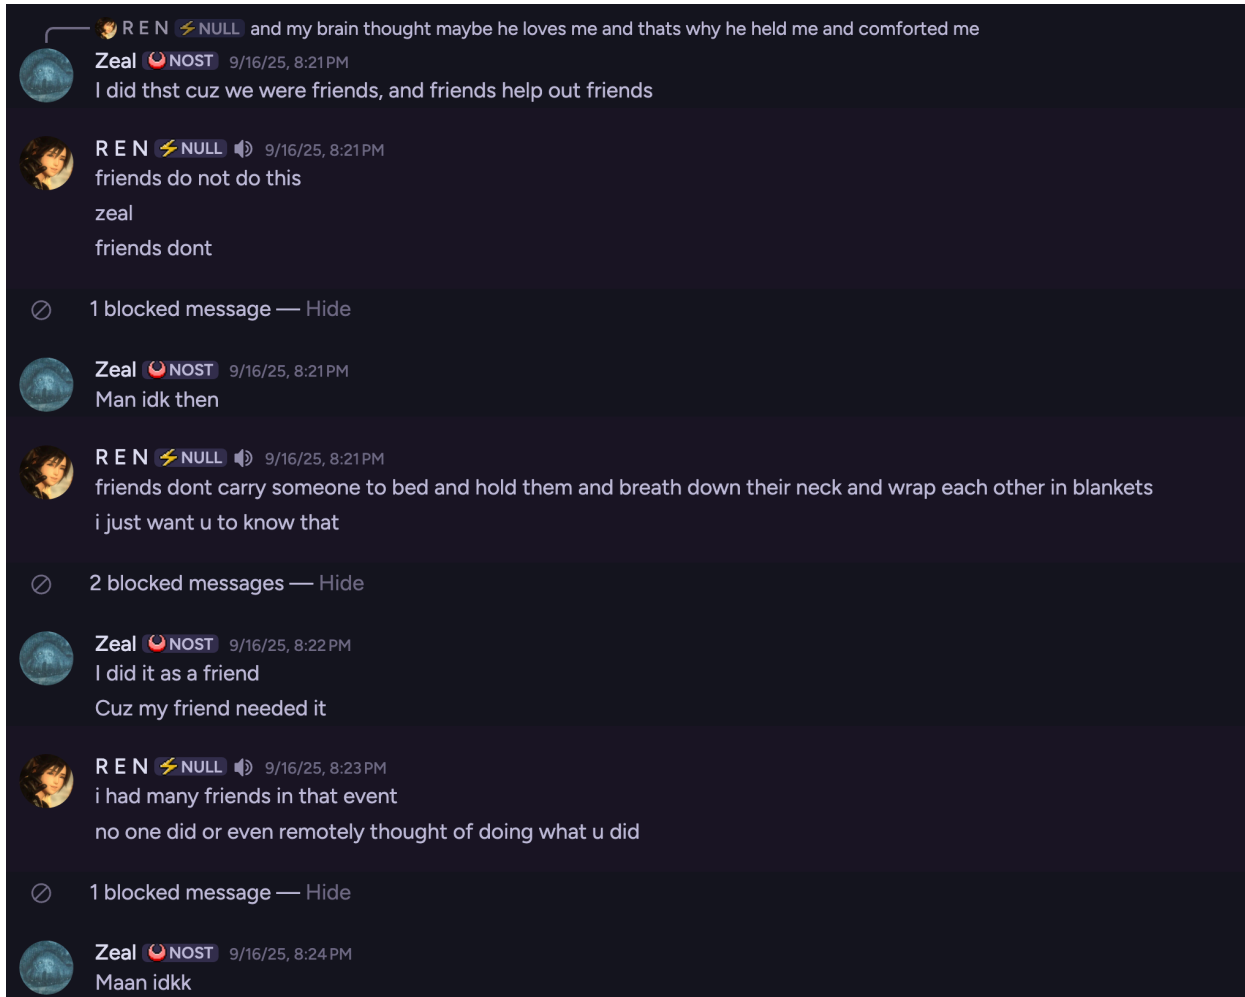 R E N NULL and my brain thought maybe he loves me and thats why he held me and comforted me
Zeal NOST 9/16/25, 8:21 PM
I did thst cuz we were friends, and friends help out friends
R E N NULL 9/16/25, 8:21 PM
friends do not do this
zeal
friends dont
1 blocked message — Hide
Zeal NOST 9/16/25, 8:21 PM
Man idk then
R E N NULL 9/16/25, 8:21 PM
friends dont carry someone to bed and hold them and breath down their neck and wrap each other in blankets
i just want u to know that
2 blocked messages — Hide
Zeal NOST 9/16/25, 8:22 PM
I did it as a friend
Cuz my friend needed it
R E N NULL 9/16/25, 8:23 PM
i had many friends in that event
no one did or even remotely thought of doing what u did
1 blocked message — Hide
Zeal NOST 9/16/25, 8:24 PM
Maan idkk